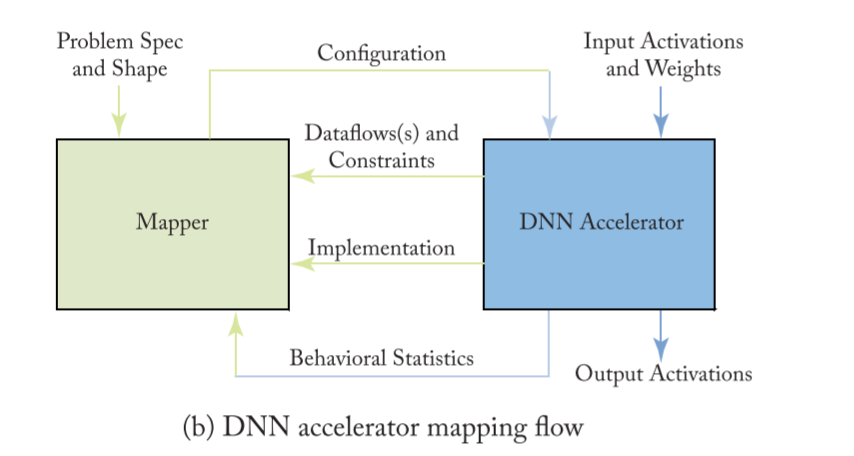 Problem Spec
and Shape
Configuration
Input Activations
and Weights
Dataflows(s) and
Constraints
Mapper
DNN Accelerator
Implementation
Behavioral Statistics
Output Activations
(b) DNN accelerator mapping flow